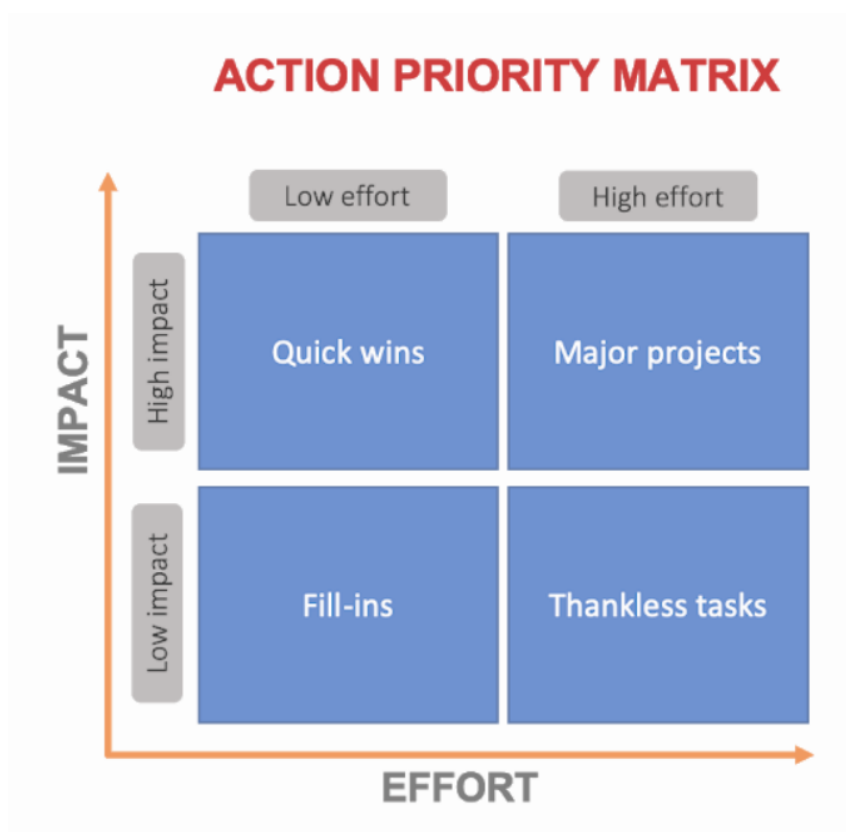 ACTION PRIORITY MATRIX
Low effort
High effort
IMPACT
High impact
Quick wins
Major projects
Low impact
Fill-ins
Thankless tasks
EFFORT